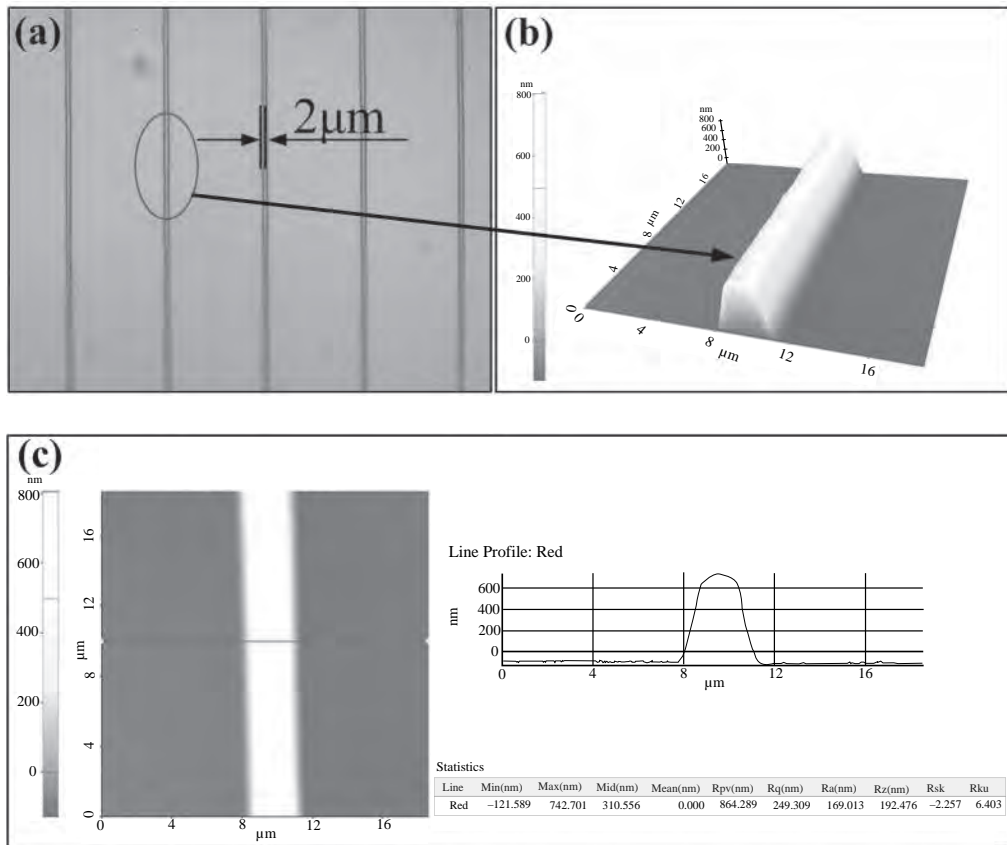 (a)
2μm
(b)
nm
800
600
400
200
0
nm
800
600
400
200
0
16
12
8
μm
4
0
0
4
8
μm
12
16
(c)
nm
800
600
400
200
0
16
12
μm
8
4
0
0
4
8
12
16
μm
Line Profile: Red
nm
600
400
200
0
0
4
8
12
16
μm
Statistics
Line Min(nm) Max(nm) Mid(nm) Mean(nm) Rpv(nm) Rq(nm) Ra(nm) Rz(nm) Rsk Rku
Red −121.589 742.701 310.556 0.000 864.289 249.309 169.013 192.476 −2.257 6.403